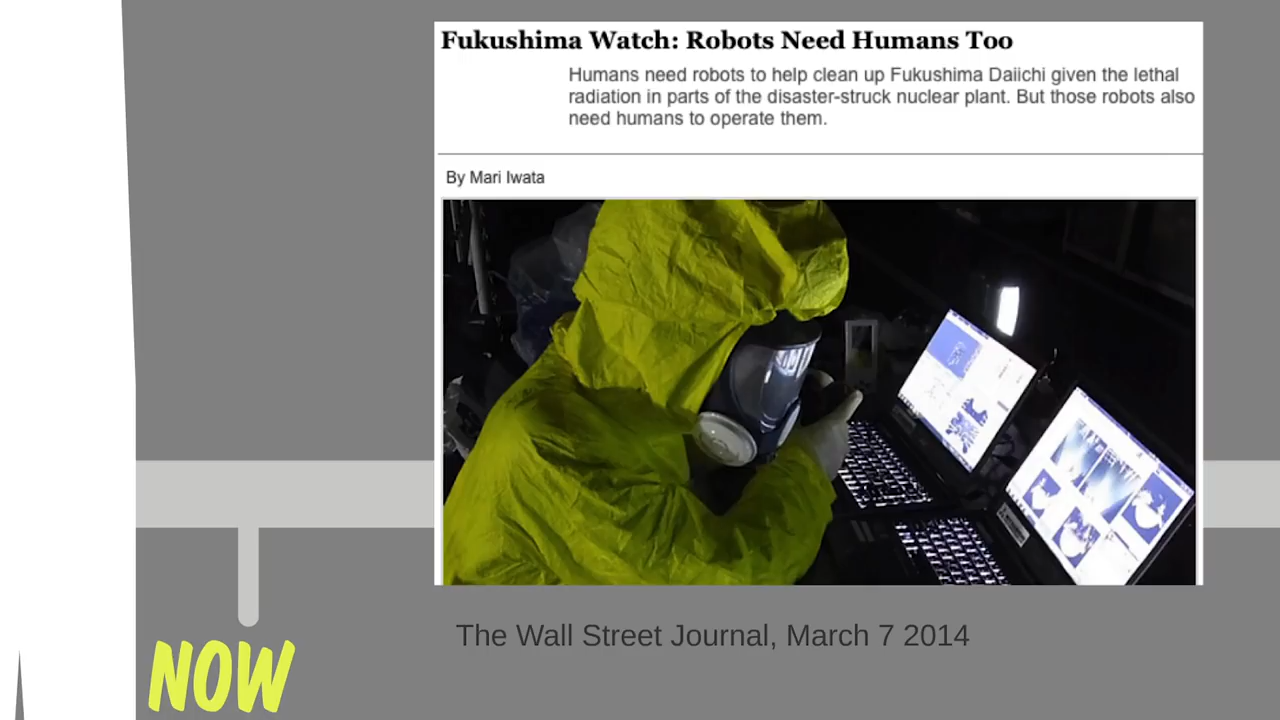 Fukushima Watch: Robots Need Humans Too
Humans need robots to help clean up Fukushima Daiichi given the lethal
radiation in parts of the disaster-struck nuclear plant. But those robots also
need humans to operate them.
By Mari Iwata
The Wall Street Journal, March 7 2014
NOW